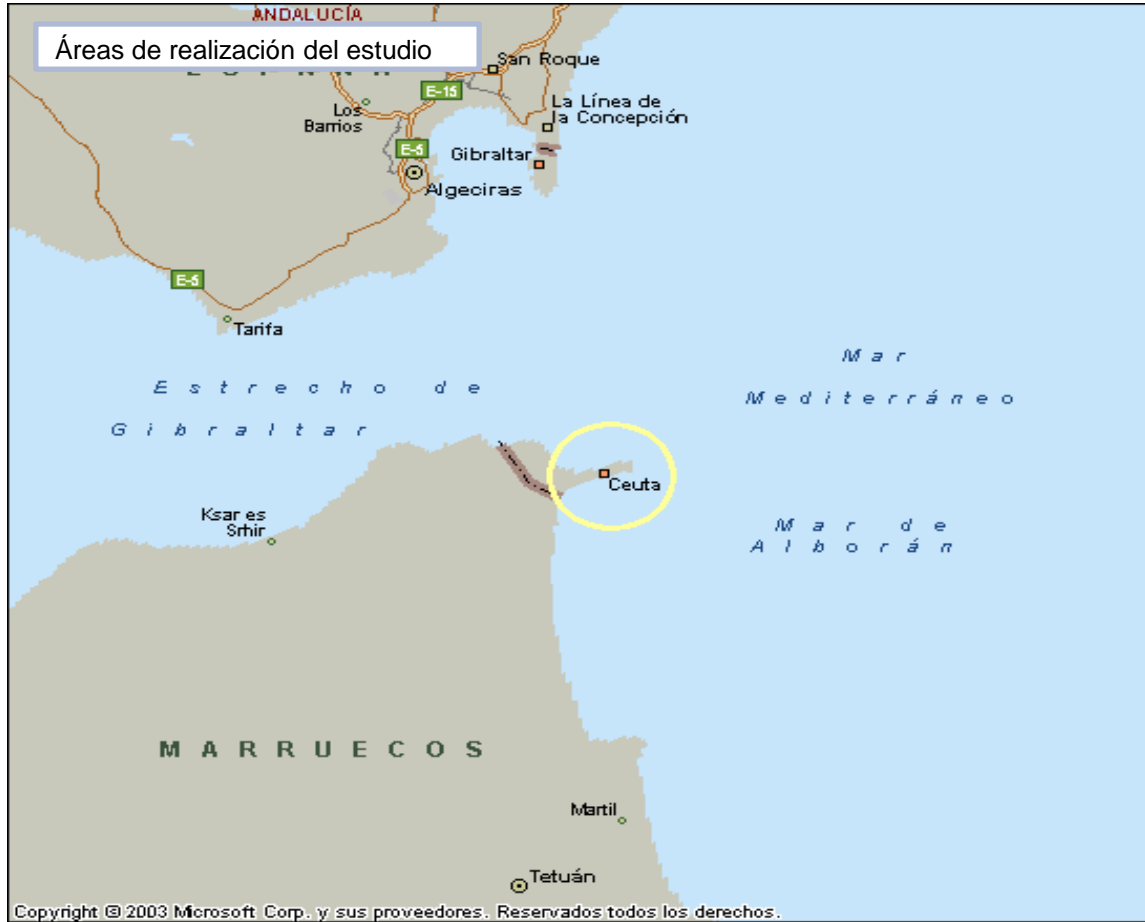 ANDALUCÍA
Áreas de realización del estudio
San Roque
E-15
Los
Barrios
La Línea de
la Concepción
E-5
Gibraltar
Algeciras
E-5
Tarifa
Mar
Mediterráneo
Estrecho de
Gibraltar
Ceuta
Ksar es
Srhir
Mar de
Alborán
MARRUECOS
Martil
Tetuán
Copyright © 2003 Microsoft Corp. y sus proveedores. Reservados todos los derechos.